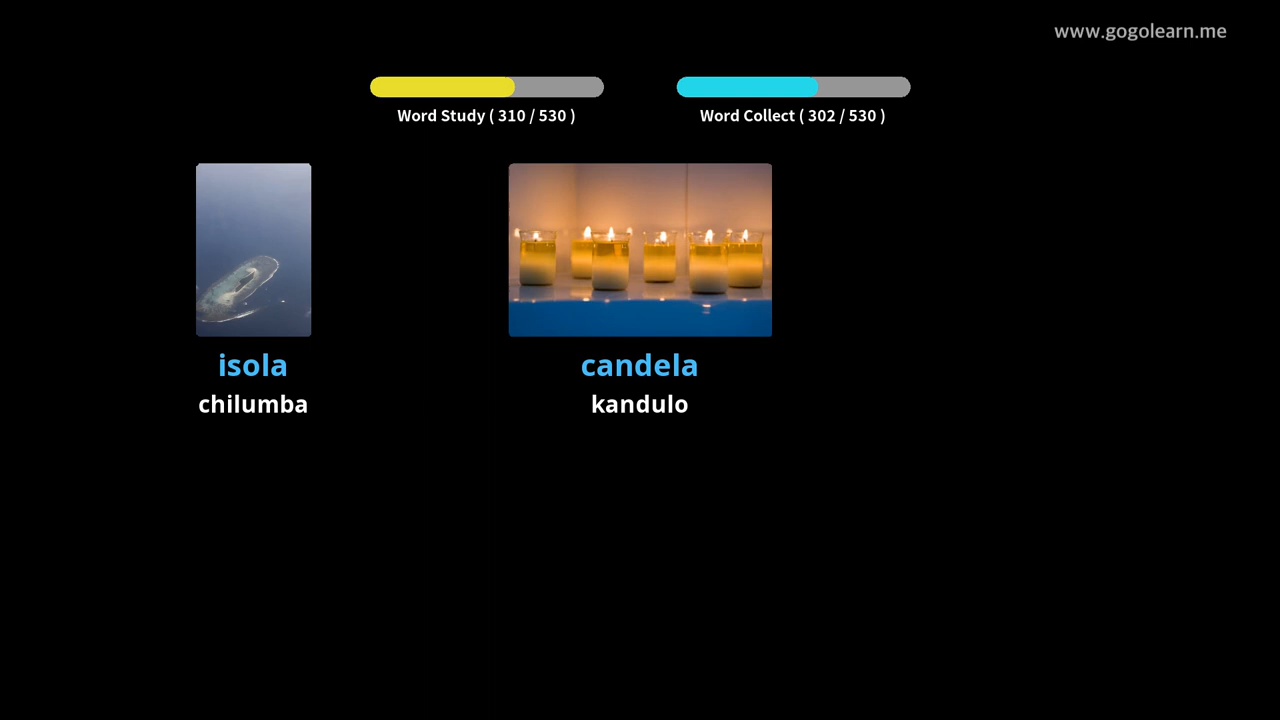 www.gogolearn.me
Word Study ( 310 / 530 )
Word Collect ( 302 / 530 )
isola
chilumba
candela
kandulo